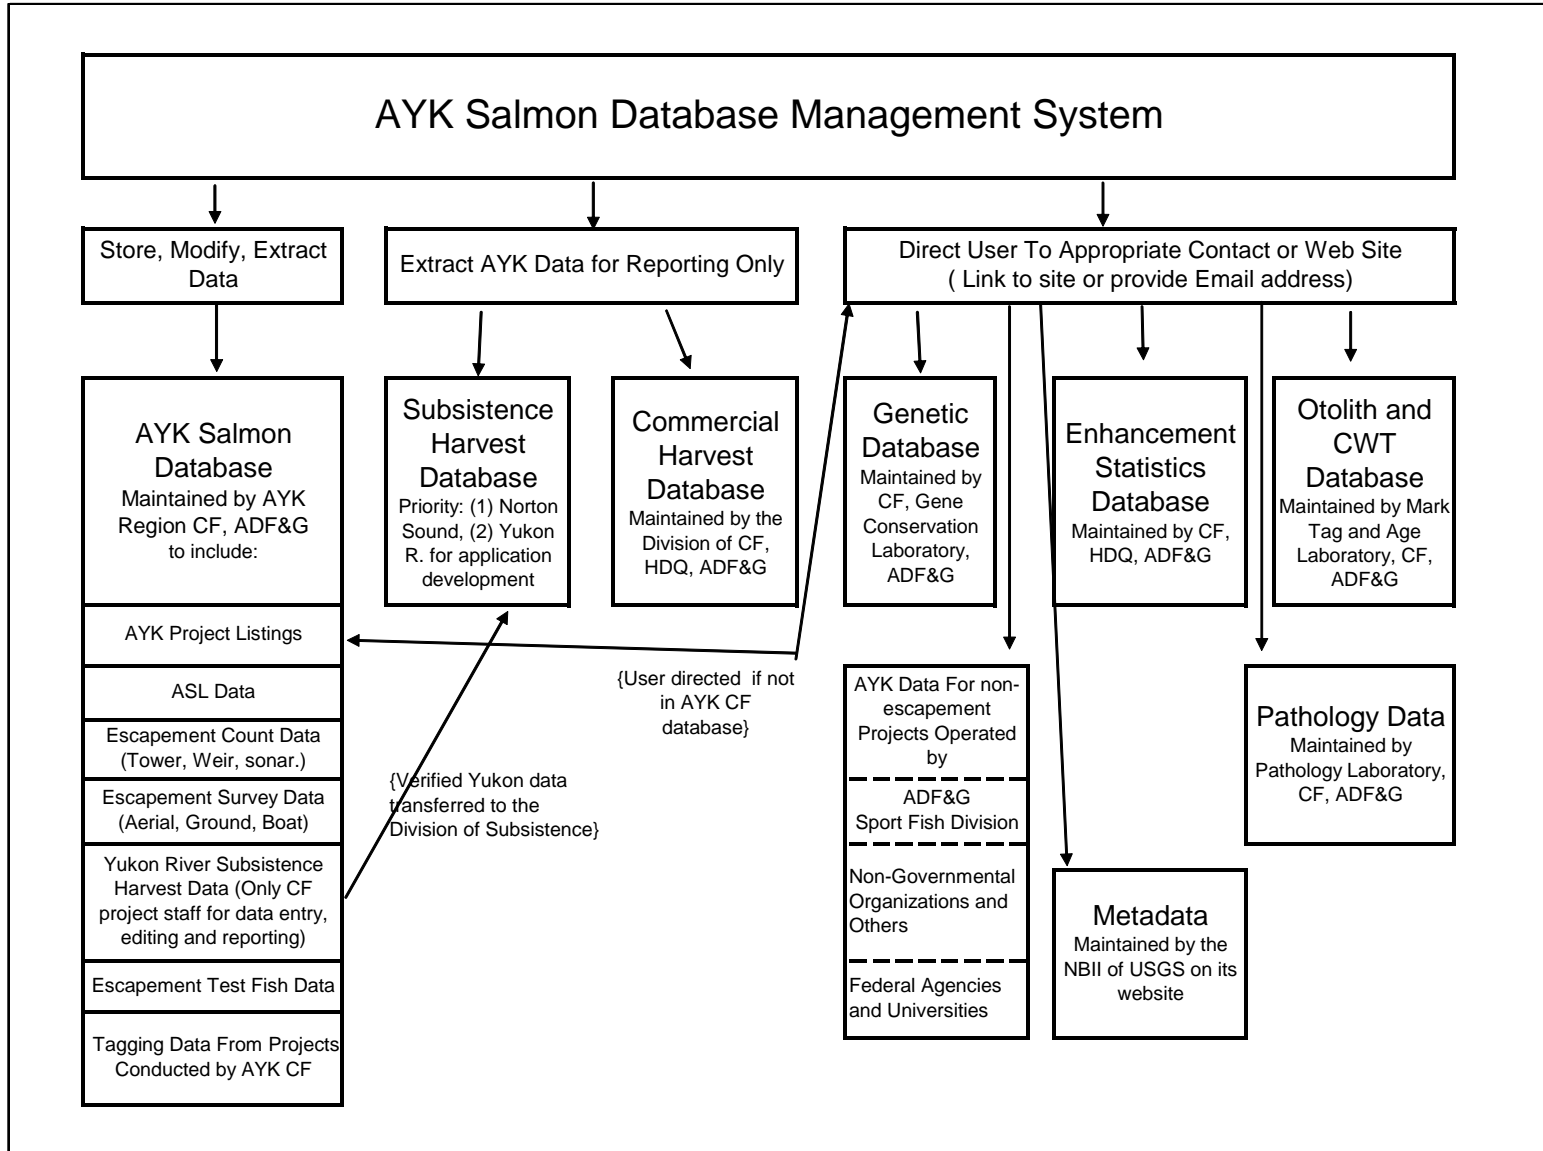 AYK Salmon Database Management System
Store, Modify, Extract
Data
Extract AYK Data for Reporting Only
Direct User To Appropriate Contact or Web Site
( Link to site or provide Email address)
AYK Salmon
Database
Maintained by AYK
Region CF, ADF&G
to include:
AYK Project Listings
ASL Data
Escapement Count Data
(Tower, Weir, sonar.)
Escapement Survey Data
(Aerial, Ground, Boat)
Yukon River Subsistence
Harvest Data (Only CF
project staff for data entry,
editing and reporting)
Escapement Test Fish Data
Tagging Data From Projects
Conducted by AYK CF
Subsistence
Harvest
Database
Priority: (1) Norton
Sound, (2) Yukon
R. for application
development
{Verified Yukon data
transferred to the
Division of Subsistence}
Commercial
Harvest
Database
Maintained by the
Division of CF,
HDQ, ADF&G
{User directed  if not
in AYK CF
database}
Genetic
Database
Maintained by
CF, Gene
Conservation
Laboratory,
ADF&G
AYK Data For non-
escapement
Projects Operated
by
ADF&G
Sport Fish Division
Non-Governmental
Organizations and
Others
Federal Agencies
and Universities
Enhancement
Statistics
Database
Maintained by CF,
HDQ, ADF&G
Metadata
Maintained by the
NBII of USGS on its
website
Otolith and
CWT
Database
Maintained by Mark
Tag and Age
Laboratory, CF,
ADF&G
Pathology Data
Maintained by
Pathology Laboratory,
CF, ADF&G